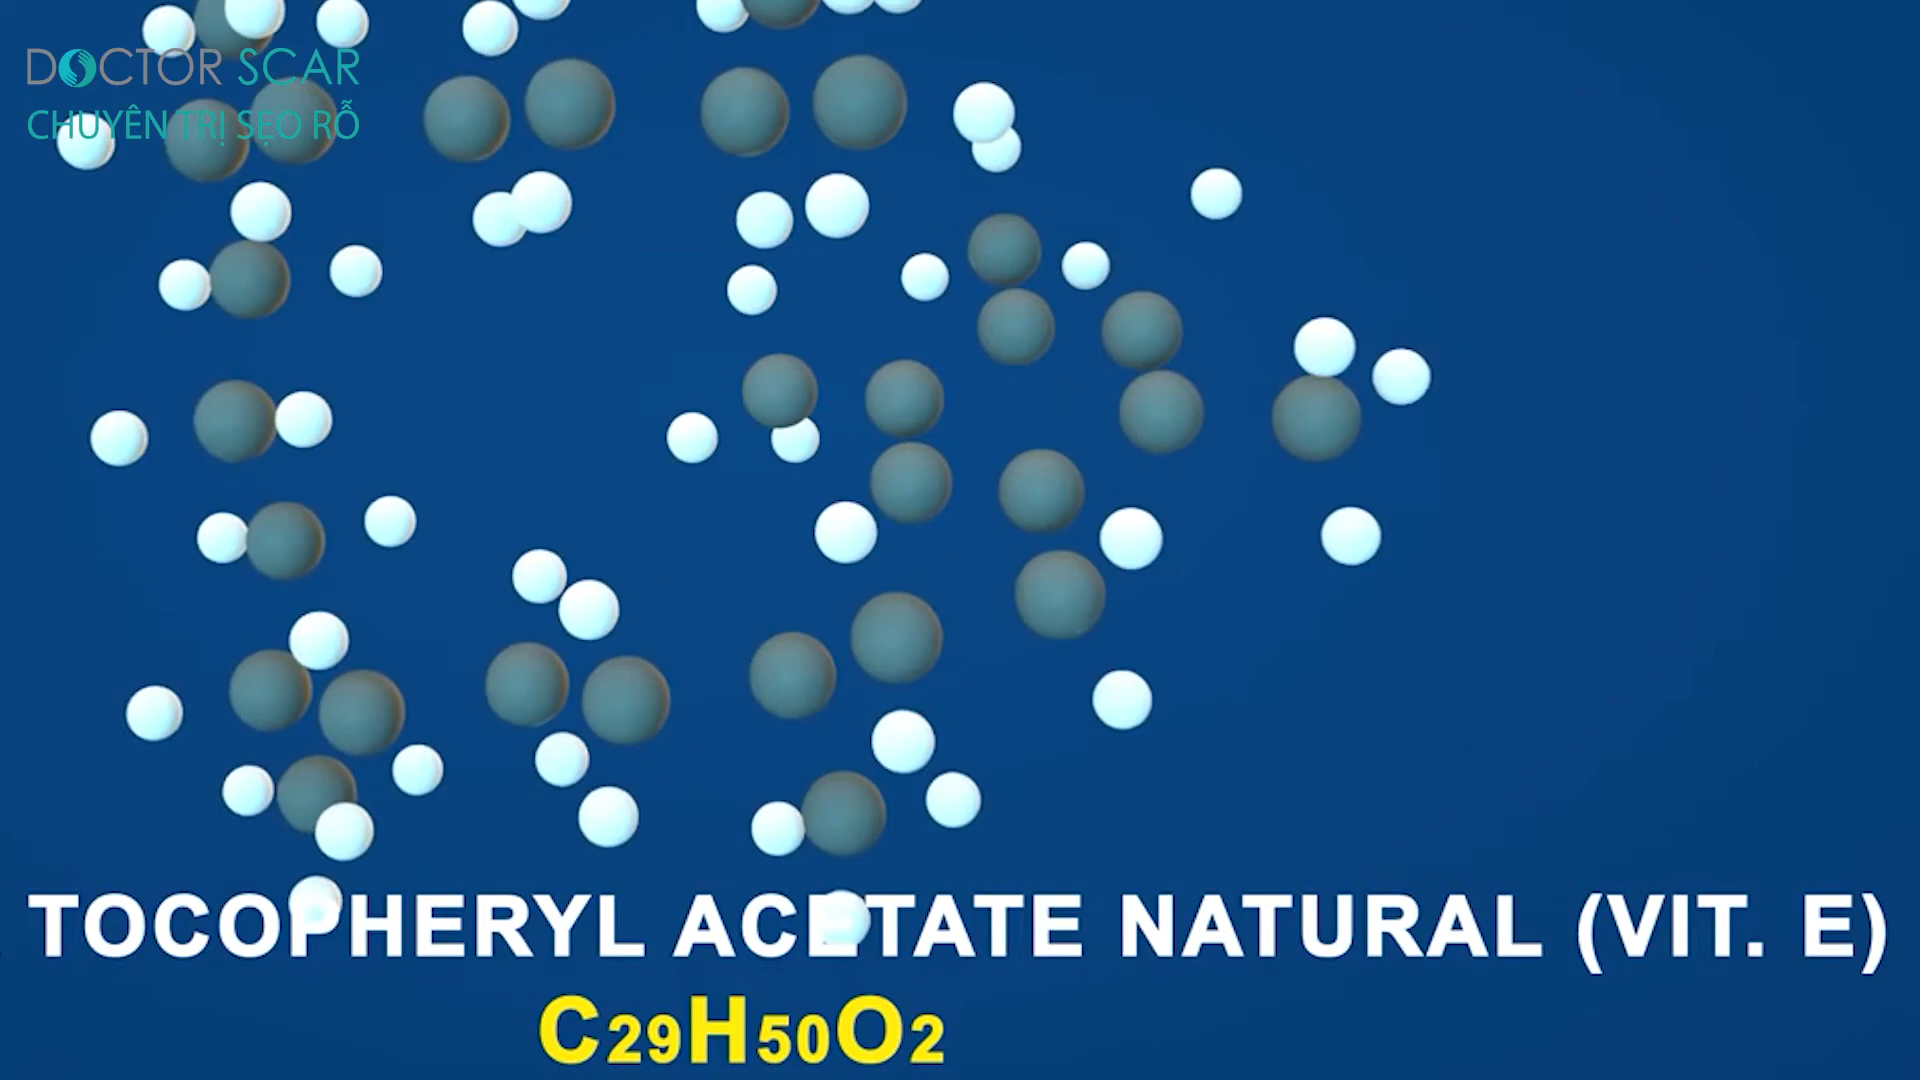 DOCTOR SCAR
CHUYÊN TRỊ SẸO RỖ
TOCOPHERYL ACETATE NATURAL (VIT. E)
C29H50O2